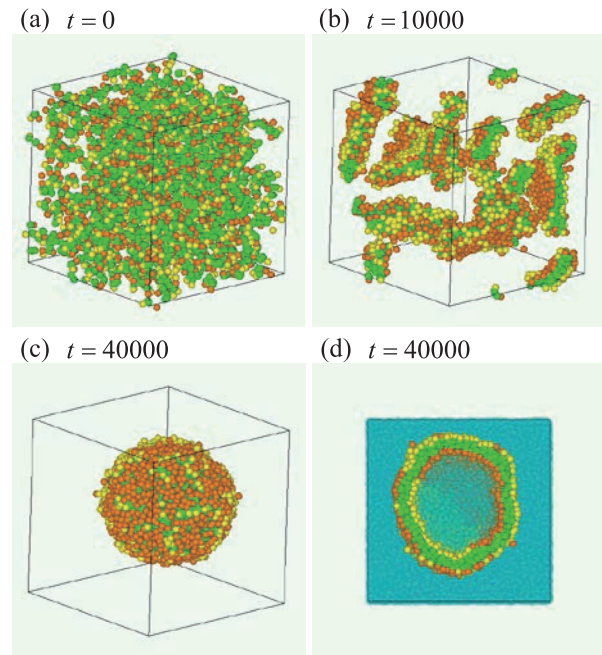 (a) t = 0
(b) t = 10000
(c) t = 40000
(d) t = 40000